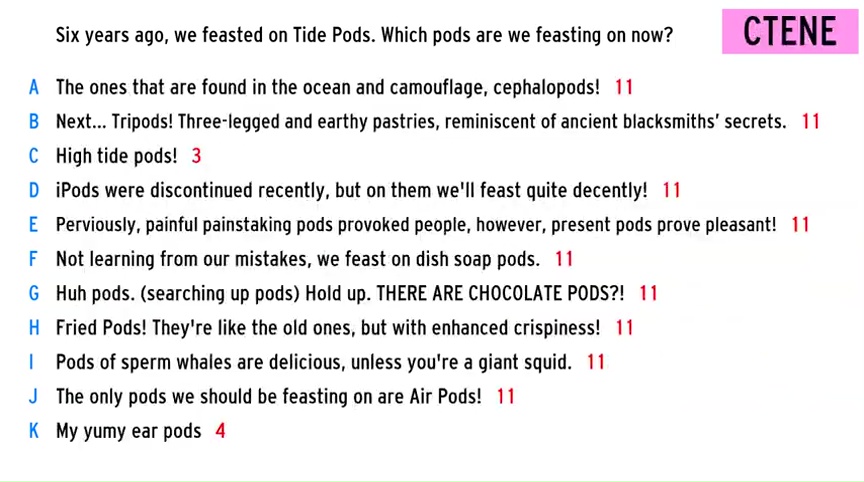 Six years ago, we feasted on Tide Pods. Which pods are we feasting on now?
CTENE
A The ones that are found in the ocean and camouflage, cephalopods! 11
B Next... Tripods! Three-legged and earthy pastries, reminiscent of ancient blacksmiths' secrets. 11
C High tide pods! 3
D iPods were discontinued recently, but on them we'll feast quite decently! 11
E Perviously, painful painstaking pods provoked people, however, present pods prove pleasant! 11
F Not learning from our mistakes, we feast on dish soap pods. 11
G Huh pods. (searching up pods) Hold up. THERE ARE CHOCOLATE PODS?! 11
H Fried Pods! They're like the old ones, but with enhanced crispiness! 11
I Pods of sperm whales are delicious, unless you're a giant squid. 11
J The only pods we should be feasting on are Air Pods! 11
K My yumy ear pods 4